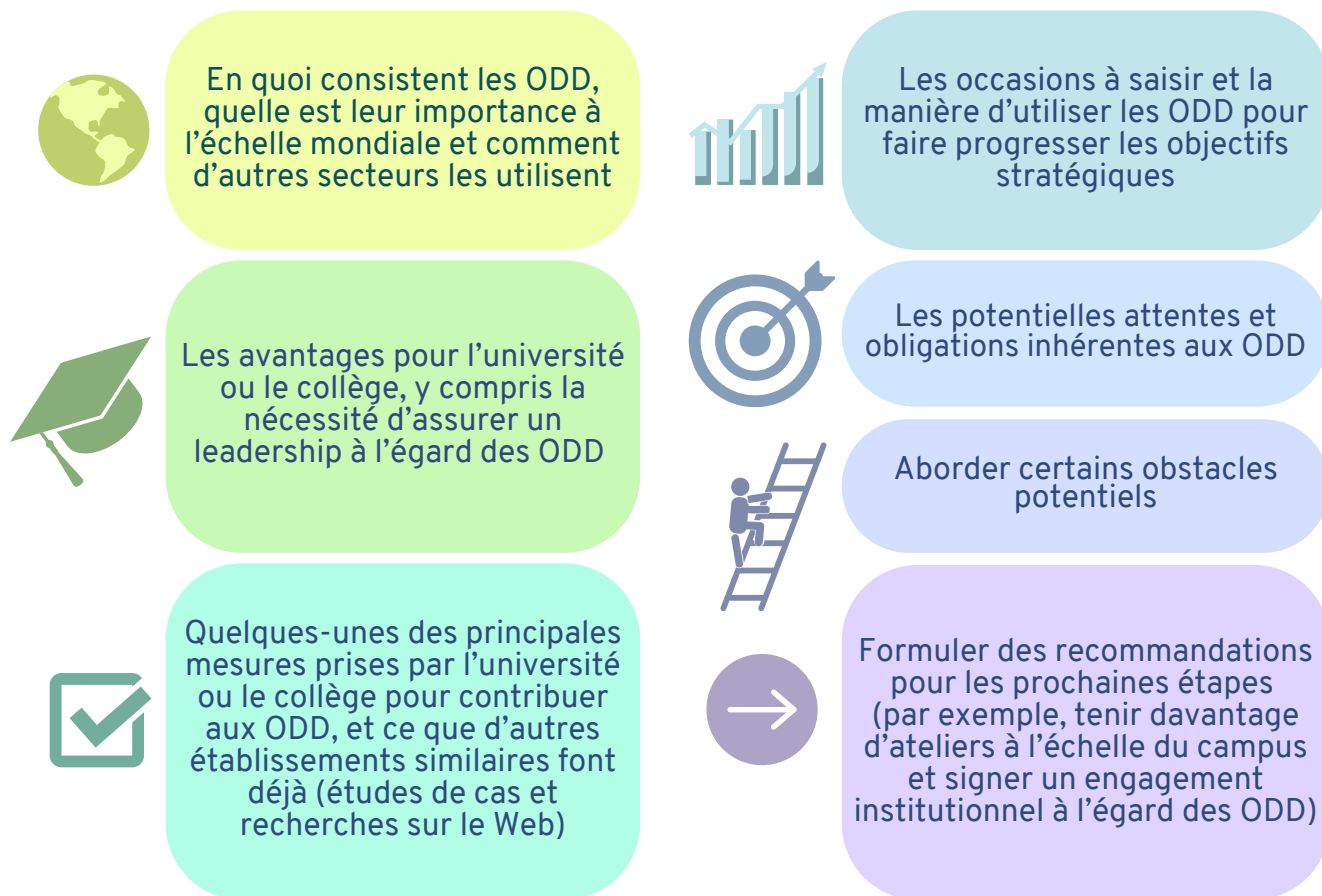 En quoi consistent les ODD,
quelle est leur importance à
l'échelle mondiale et comment
d'autres secteurs les utilisent
Les avantages pour l'université
ou le collège, y compris la
nécessité d'assurer un
leadership à l'égard des ODD
Quelques-unes des principales
mesures prises par l'université
ou le collège pour contribuer
aux ODD, et ce que d'autres
établissements similaires font
déjà (études de cas et
recherches sur le Web)
Les occasions à saisir et la
manière d'utiliser les ODD pour
faire progresser les objectifs
stratégiques
Les potentielles attentes et
obligations inhérentes aux ODD
Aborder certains obstacles
potentiels
Formuler des recommandations
pour les prochaines étapes
(par exemple, tenir davantage
d'ateliers à l'échelle du campus
et signer un engagement
institutionnel à l'égard des ODD)